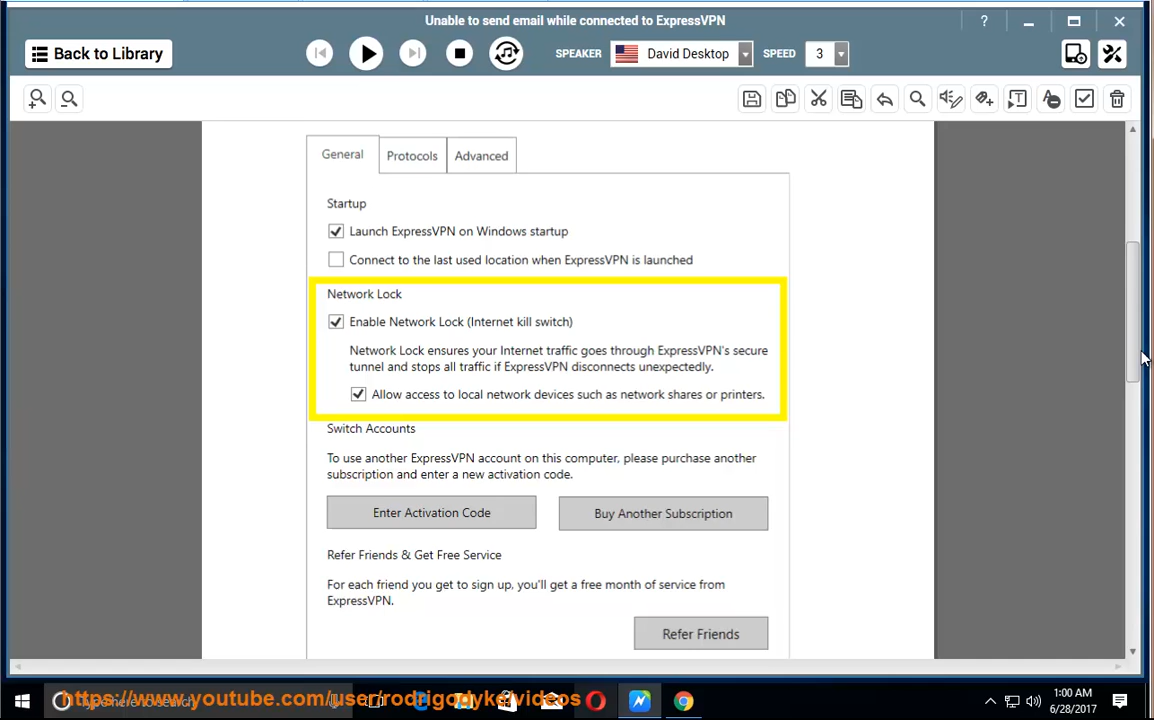 Unable to send email while connected to ExpressVPN
?
Back to Library
SPEAKER
David Desktop
SPEED
3
General
Protocols
Advanced
Startup
Launch ExpressVPN on Windows startup
Connect to the last used location when ExpressVPN is launched
Network Lock
Enable Network Lock (Internet kill switch)
Network Lock ensures your Internet traffic goes through ExpressVPN's secure
tunnel and stops all traffic if ExpressVPN disconnects unexpectedly.
Allow access to local network devices such as network shares or printers.
Switch Accounts
To use another ExpressVPN account on this computer, please purchase another
subscription and enter a new activation code.
Enter Activation Code
Buy Another Subscription
Refer Friends & Get Free Service
For each friend you get to sign up, you'll get a free month of service from
ExpressVPN.
Refer Friends
https://www.youtube.com/user/rodrigodykelvideos
1:00 AM
6/28/2017